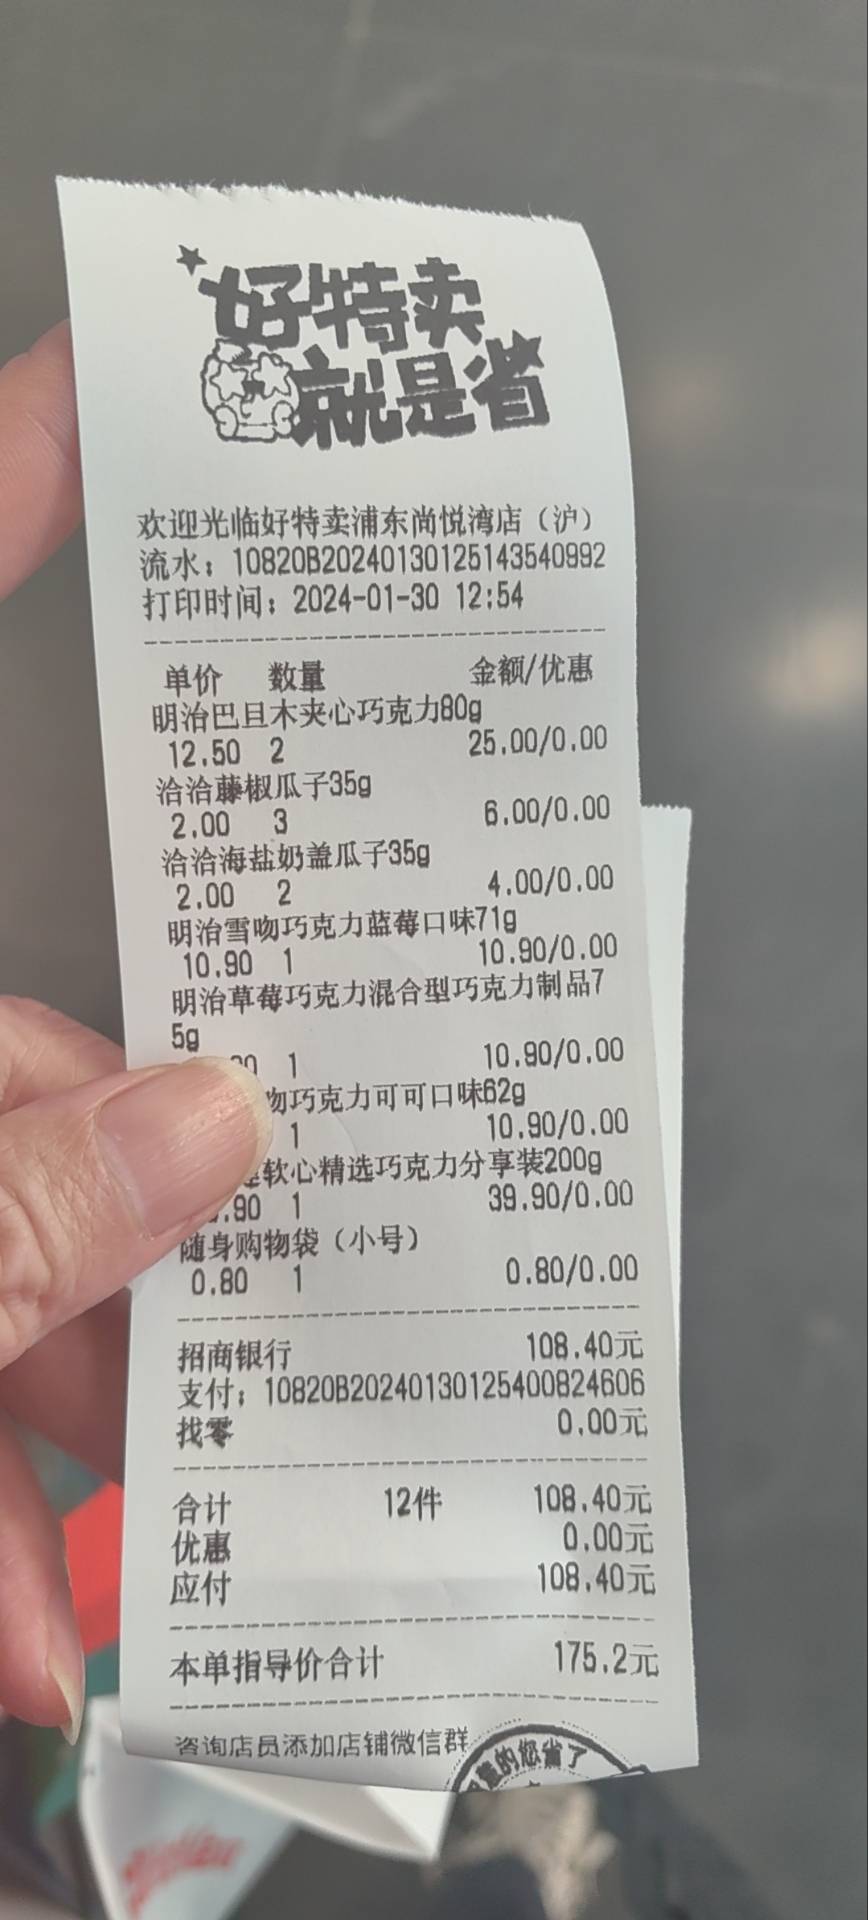 好特卖
就是省
欢迎光临好特卖浦东尚悦湾店（沪）
流水：10820B20240130125143540992
打印时间：2024-01-30 12:54
单价 数量 金额/优惠
明治巴旦木夹心巧克力80g
12.50 2 25.00/0.00
洽洽藤椒瓜子35g
2.00 3 6.00/0.00
洽洽海盐奶盖瓜子35g
2.00 2 4.00/0.00
明治雪吻巧克力蓝莓口味71g
10.90 1 10.90/0.00
明治草莓巧克力混合型巧克力制品7
5g
1 10.90/0.00
吻巧克力可可口味62g
1 10.90/0.00
软心精选巧克力分享装200g
.90 1 39.90/0.00
随身购物袋（小号）
0.80 1 0.80/0.00
招商银行 108.40元
支付：10820B20240130125400824606
找零 0.00元
合计 12件 108.40元
优惠 0.00元
应付 108.40元
本单指导价合计 175.2元
咨询店员添加店铺微信群
的您省了